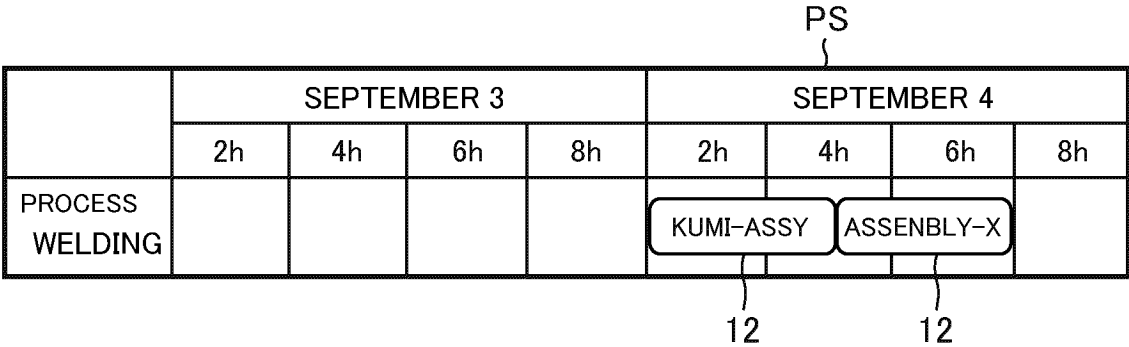 PS
SEPTEMBER 3 SEPTEMBER 4
2h 4h 6h 8h 2h 4h 6h 8h
PROCESS
WELDING
KUMI-ASSY ASSENBLY-X
12 12